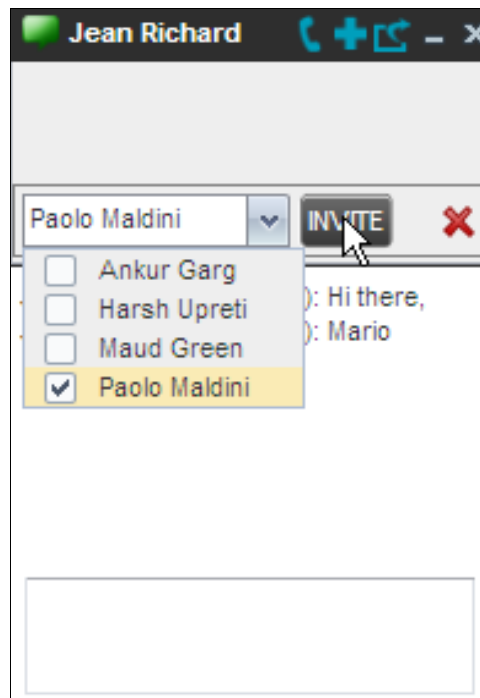 Jean Richard
Paolo Maldini
INVITE
Ankur Garg
Harsh Upreti
Maud Green
Paolo Maldini
): Hi there,
): Mario